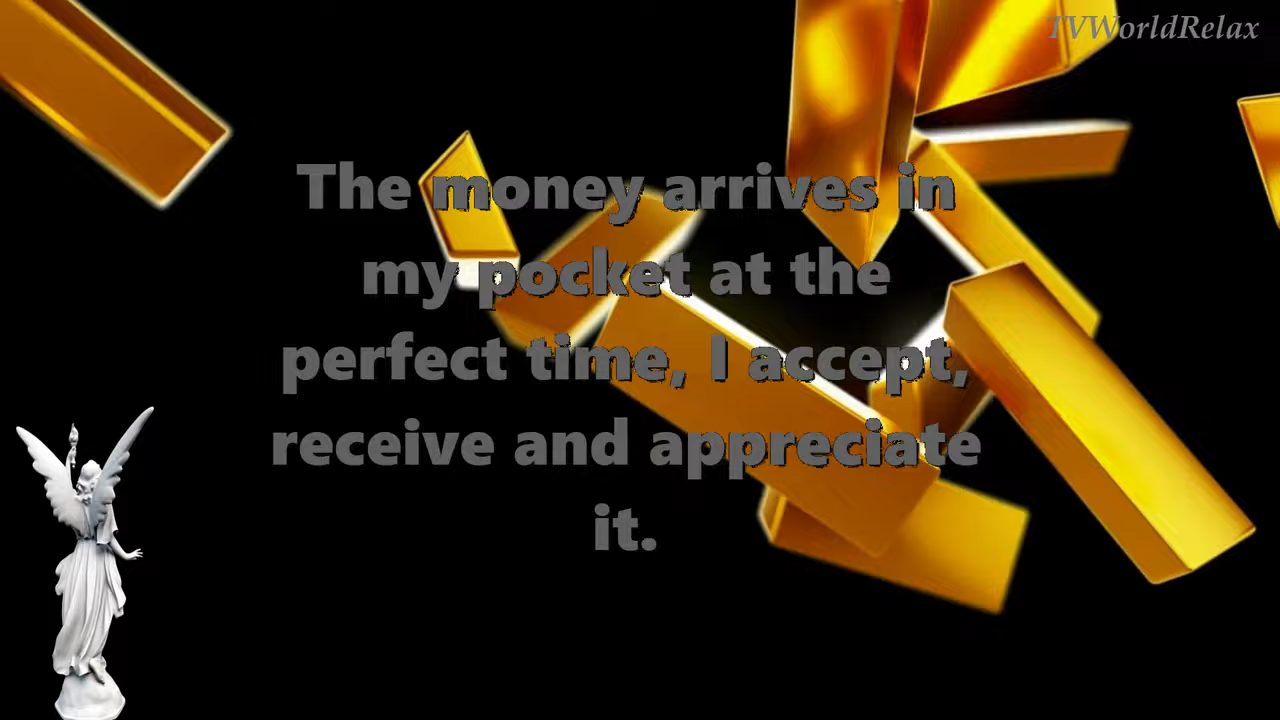 TVWorldRelax
The money arrives in
my pocket at the
perfect time, I accept,
receive and appreciate
it.